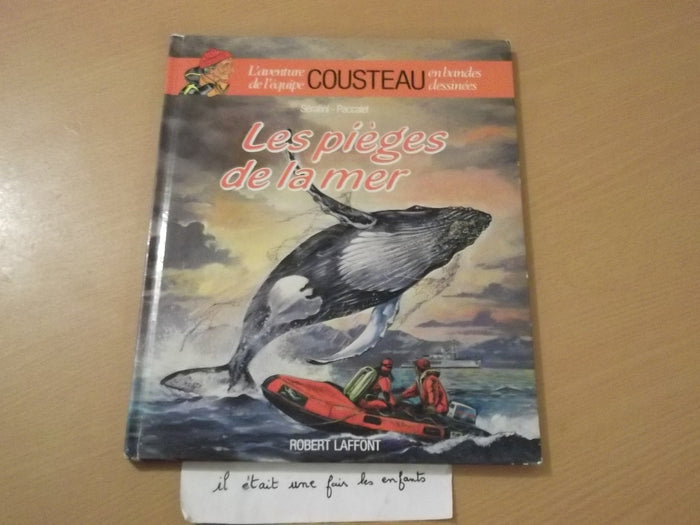 L'aventure
de l'équipe
COUSTEAU
en bandes
dessinées
Sérafini - Paccalet
Les pièges
de la mer
ROBERT LAFFONT
il était une fois les enfants